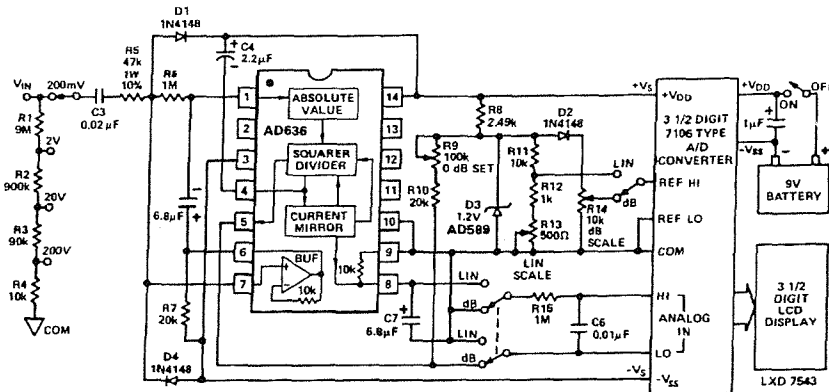 D1
1N4148
C4
2.2μF
R5
47k
1W
10%
R6
1M
VIN
200mV
C3
0.02μF
R1
9M
2V
R2
900k
20V
R3
90k
200V
R4
10k
COM
6.8μF
R7
20k
D4
1N4148
1
2
3
4
5
6
7
14
13
12
11
10
9
8
ABSOLUTE
VALUE
AD636
SQUARER
DIVIDER
CURRENT
MIRROR
BUF
10k
10k
+VS
R8
2.49k
D2
1N4148
R9
100k
0 dB SET
R10
20k
D3
1.2V
AD589
R11
10k
R12
1k
R13
500Ω
LIN
SCALE
LIN
dB
R14
10k
dB
SCALE
C7
6.8μF
LIN
dB
LIN
dB
R15
1M
C6
0.01μF
-VS
+VDD
3 1/2 DIGIT
7106 TYPE
A/D
CONVERTER
REF HI
REF LO
COM
HI
ANALOG
IN
LO
-VSS
+VDD
ON
OFF
1μF
-VSS
-
+
9V
BATTERY
3 1/2
DIGIT
LCD
DISPLAY
LXD 7543